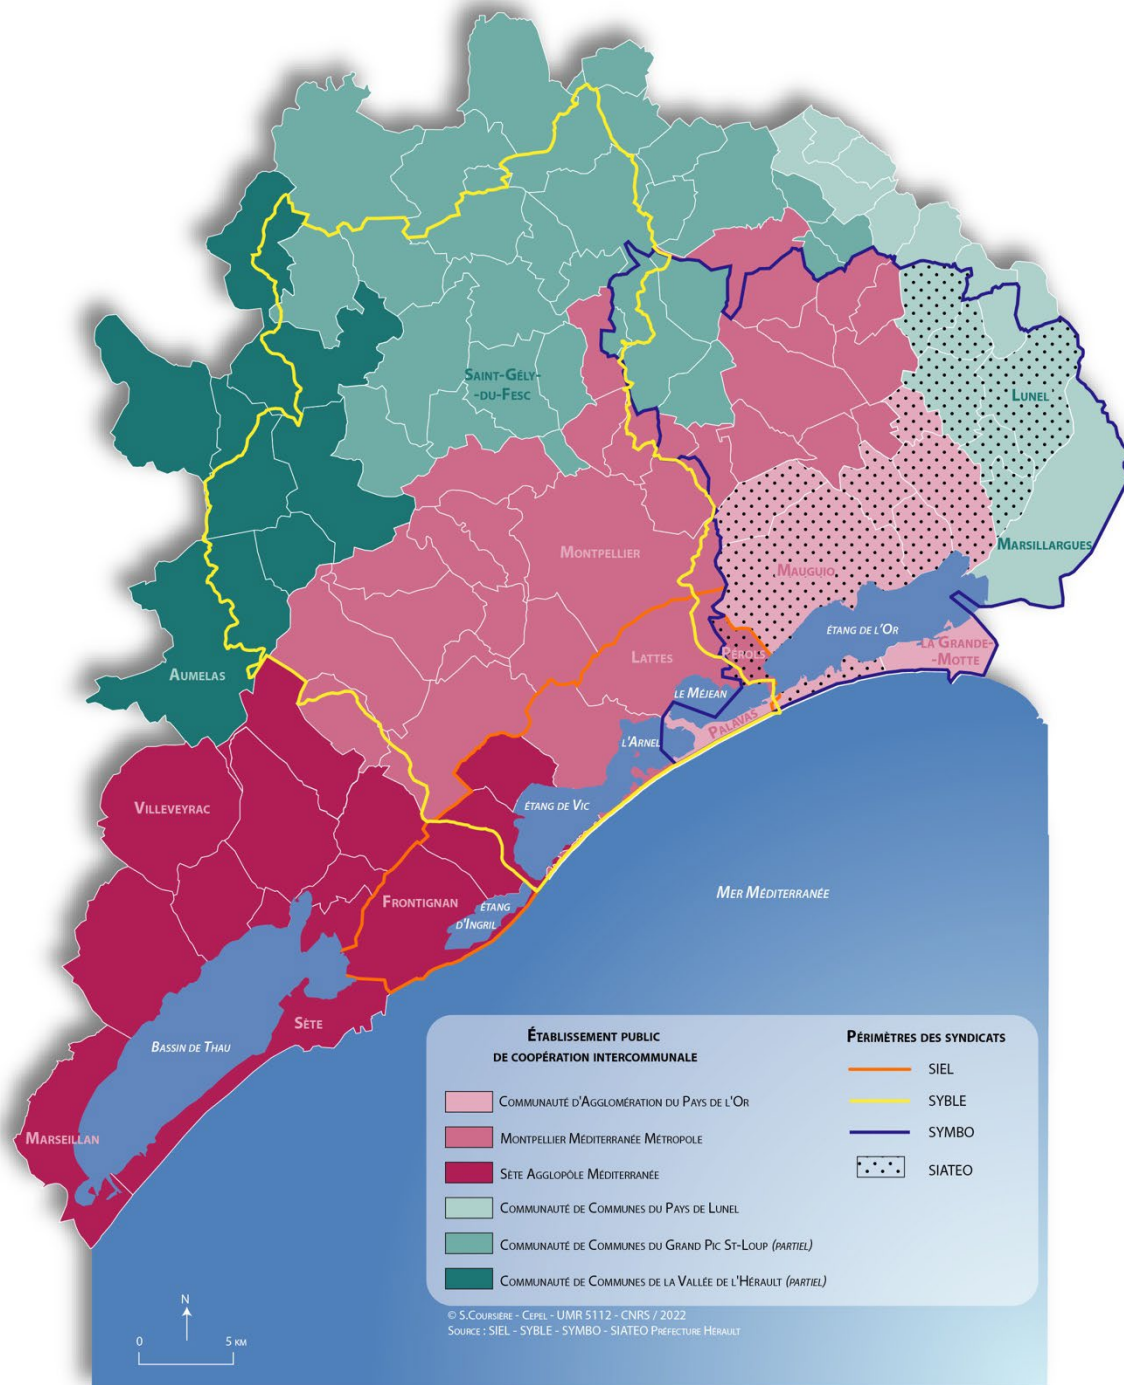 Saint-Gély-
-du-Fesc
Lunel
Marsillargues
Montpellier
Mauguio
étang de l'Or
La Grande-
-Motte
Pérols
Lattes
le Méjean
Palavas
l'Arnel
Aumelas
étang de Vic
Villeveyrac
Frontignan
étang
d'Ingril
Mer Méditerranée
Sète
Bassin de Thau
Marseillan
Établissement public
de coopération intercommunale
Communauté d'Agglomération du Pays de l'Or
Montpellier Méditerranée Métropole
Sète Agglopôle Méditerranée
Communauté de Communes du Pays de Lunel
Communauté de Communes du Grand Pic St-Loup (partiel)
Communauté de Communes de la Vallée de l'Hérault (partiel)
Périmètres des syndicats
SIEL
SYBLE
SYMBO
SIATEO
N
0 5 km
© S.Coursière - Cepel - UMR 5112 - CNRS / 2022
Source : SIEL - SYBLE - SYMBO - SIATEO Préfecture Hérault